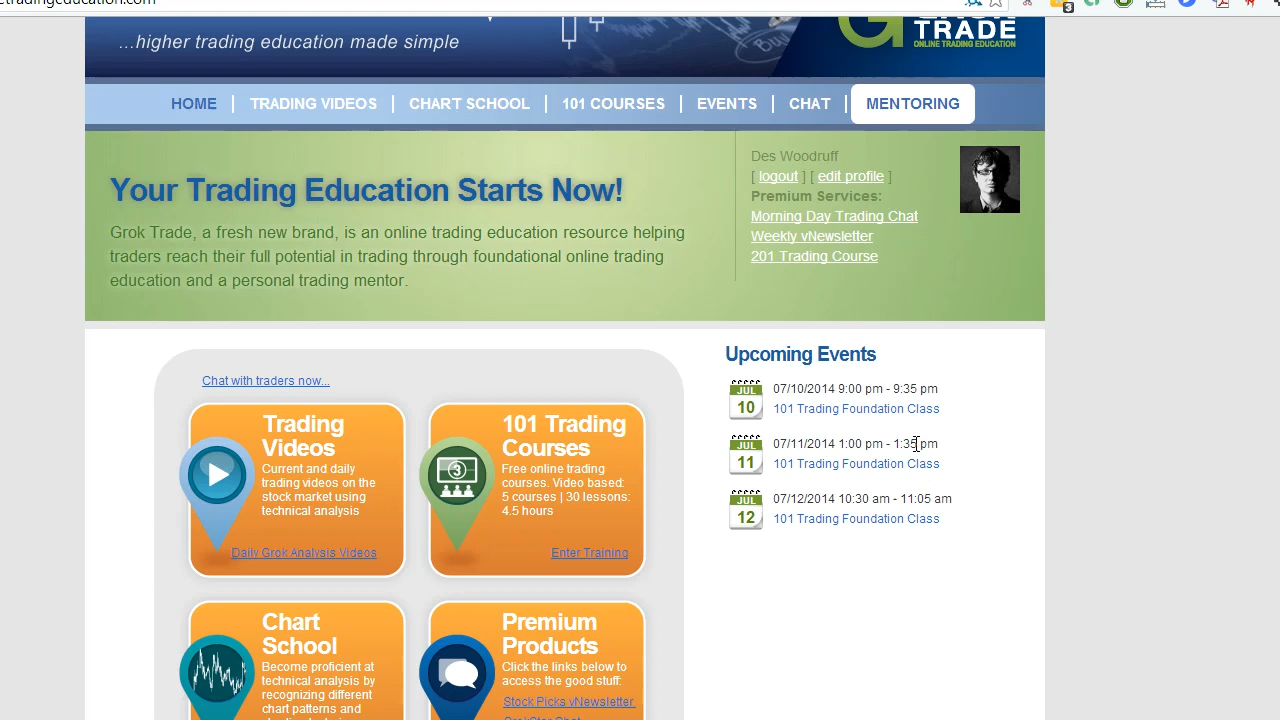 ...higher trading education made simple
TRADE
ONLINE TRADING EDUCATION
HOME
TRADING VIDEOS
CHART SCHOOL
101 COURSES
EVENTS
CHAT
MENTORING
Your Trading Education Starts Now!
Grok Trade, a fresh new brand, is an online trading education resource helping
traders reach their full potential in trading through foundational online trading
education and a personal trading mentor.
Des Woodruff
[ logout ] [ edit profile ]
Premium Services:
Morning Day Trading Chat
Weekly vNewsletter
201 Trading Course
Chat with traders now...
Trading
Videos
Current and daily
trading videos on the
stock market using
technical analysis
Daily Grok Analysis Videos
101 Trading
Courses
Free online trading
courses. Video based:
5 courses | 30 lessons:
4.5 hours
Enter Training
Chart
School
Become proficient at
technical analysis by
recognizing different
chart patterns and
Premium
Products
Click the links below to
access the good stuff:
Stock Picks vNewsletter
Upcoming Events
JUL
10
07/10/2014 9:00 pm - 9:35 pm
101 Trading Foundation Class
JUL
11
07/11/2014 1:00 pm - 1:35 pm
101 Trading Foundation Class
JUL
12
07/12/2014 10:30 am - 11:05 am
101 Trading Foundation Class
3
3